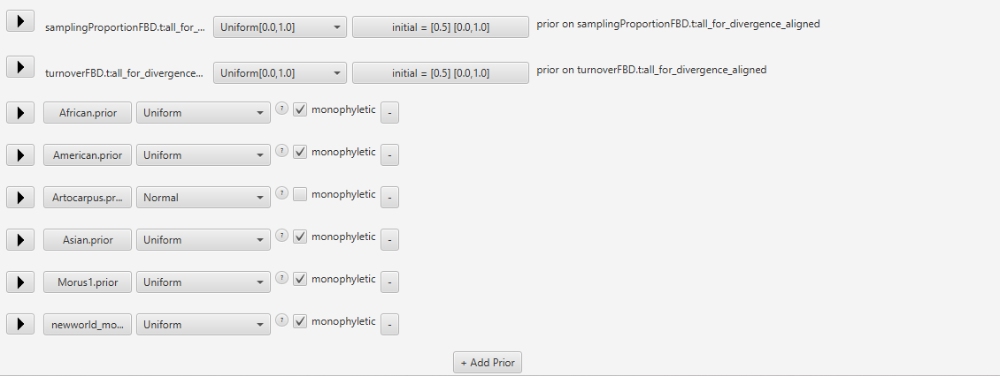 samplingProportionFBD.t:all_for_... Uniform[0.0,1.0] initial = [0.5] [0.0,1.0] prior on samplingProportionFBD.t:all_for_divergence_aligned
turnoverFBD.t:all_for_divergence... Uniform[0.0,1.0] initial = [0.5] [0.0,1.0] prior on turnoverFBD.t:all_for_divergence_aligned
African.prior Uniform ? monophyletic -
American.prior Uniform ? monophyletic -
Artocarpus.pr... Normal ? monophyletic -
Asian.prior Uniform ? monophyletic -
Morus1.prior Uniform ? monophyletic -
newworld_mo... Uniform ? monophyletic -
+ Add Prior